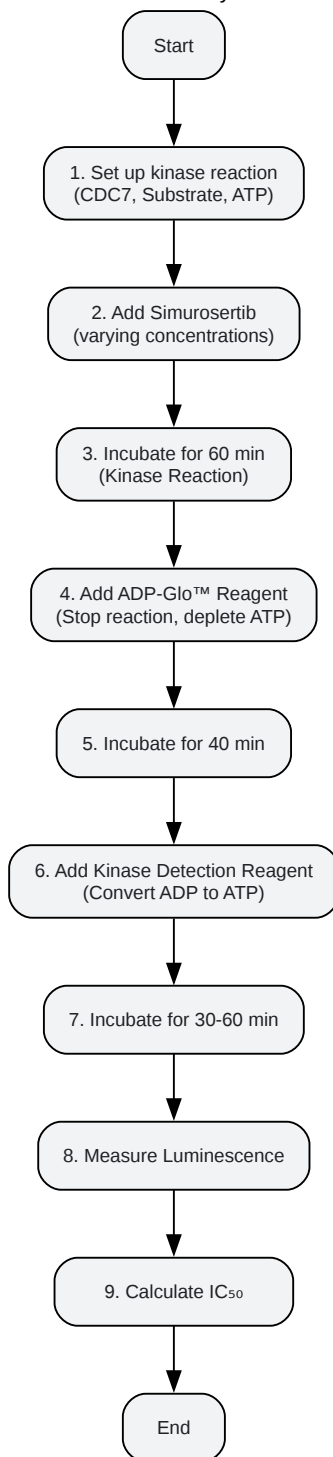 Start
1. Set up kinase reaction
(CDC7, Substrate, ATP)
2. Add Simurosertib
(varying concentrations)
3. Incubate for 60 min
(Kinase Reaction)
4. Add ADP-Glo™ Reagent
(Stop reaction, deplete ATP)
5. Incubate for 40 min
6. Add Kinase Detection Reagent
(Convert ADP to ATP)
7. Incubate for 30-60 min
8. Measure Luminescence
9. Calculate IC₅₀
End